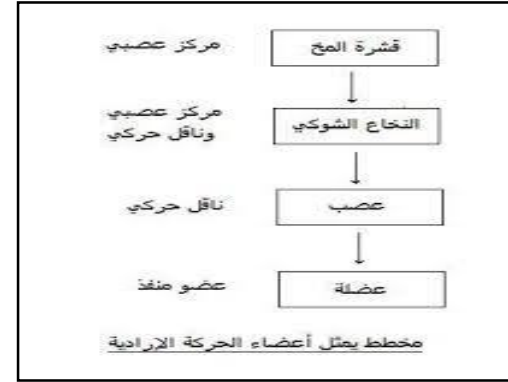 قشرة المخ
مركز عصبي
النخاع الشوكي
مركز عصبي
وناقل حركي
عصب
ناقل حركي
عضلة
عضو منفذ
مخطط يمثل أعضاء الحركة الإرادية